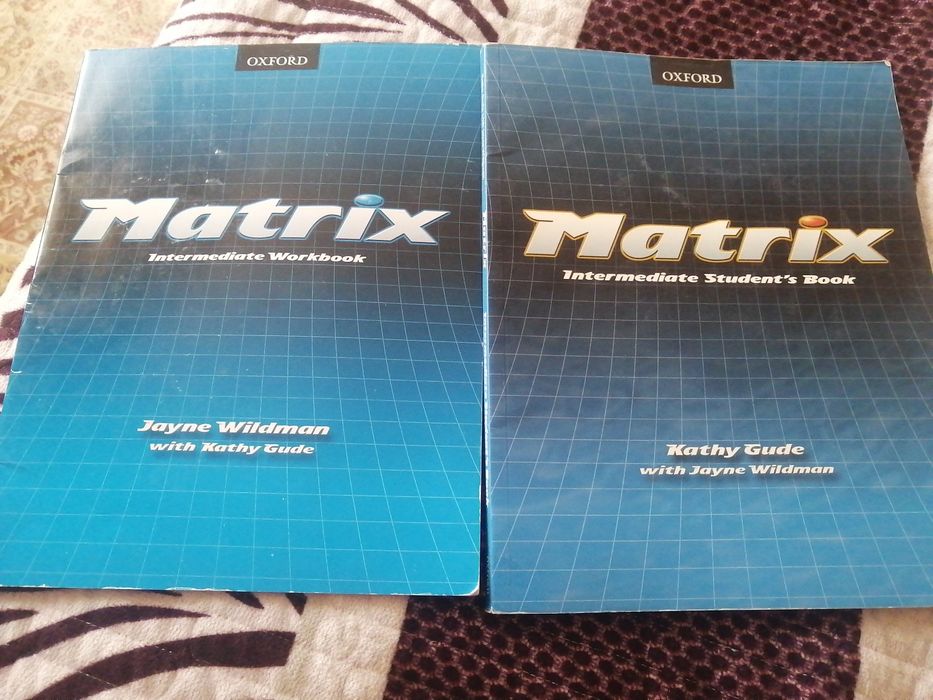 OXFORD
Matrix
Intermediate Workbook
Jayne Wildman
with Kathy Gude
OXFORD
Matrix
Intermediate Student's Book
Kathy Gude
with Jayne Wildman